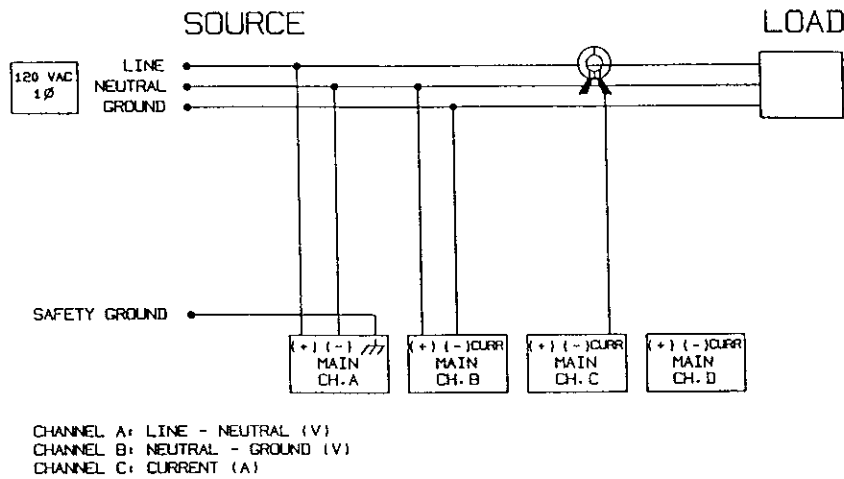 SOURCE
LOAD
120 VAC
1Ø
LINE
NEUTRAL
GROUND
SAFETY GROUND
(+) (-)
MAIN
CH.A
(+) (-)CURR
MAIN
CH.B
(+) (-)CURR
MAIN
CH.C
(+) (-)CURR
MAIN
CH.D
CHANNEL A: LINE - NEUTRAL (V)
CHANNEL B: NEUTRAL - GROUND (V)
CHANNEL C: CURRENT (A)